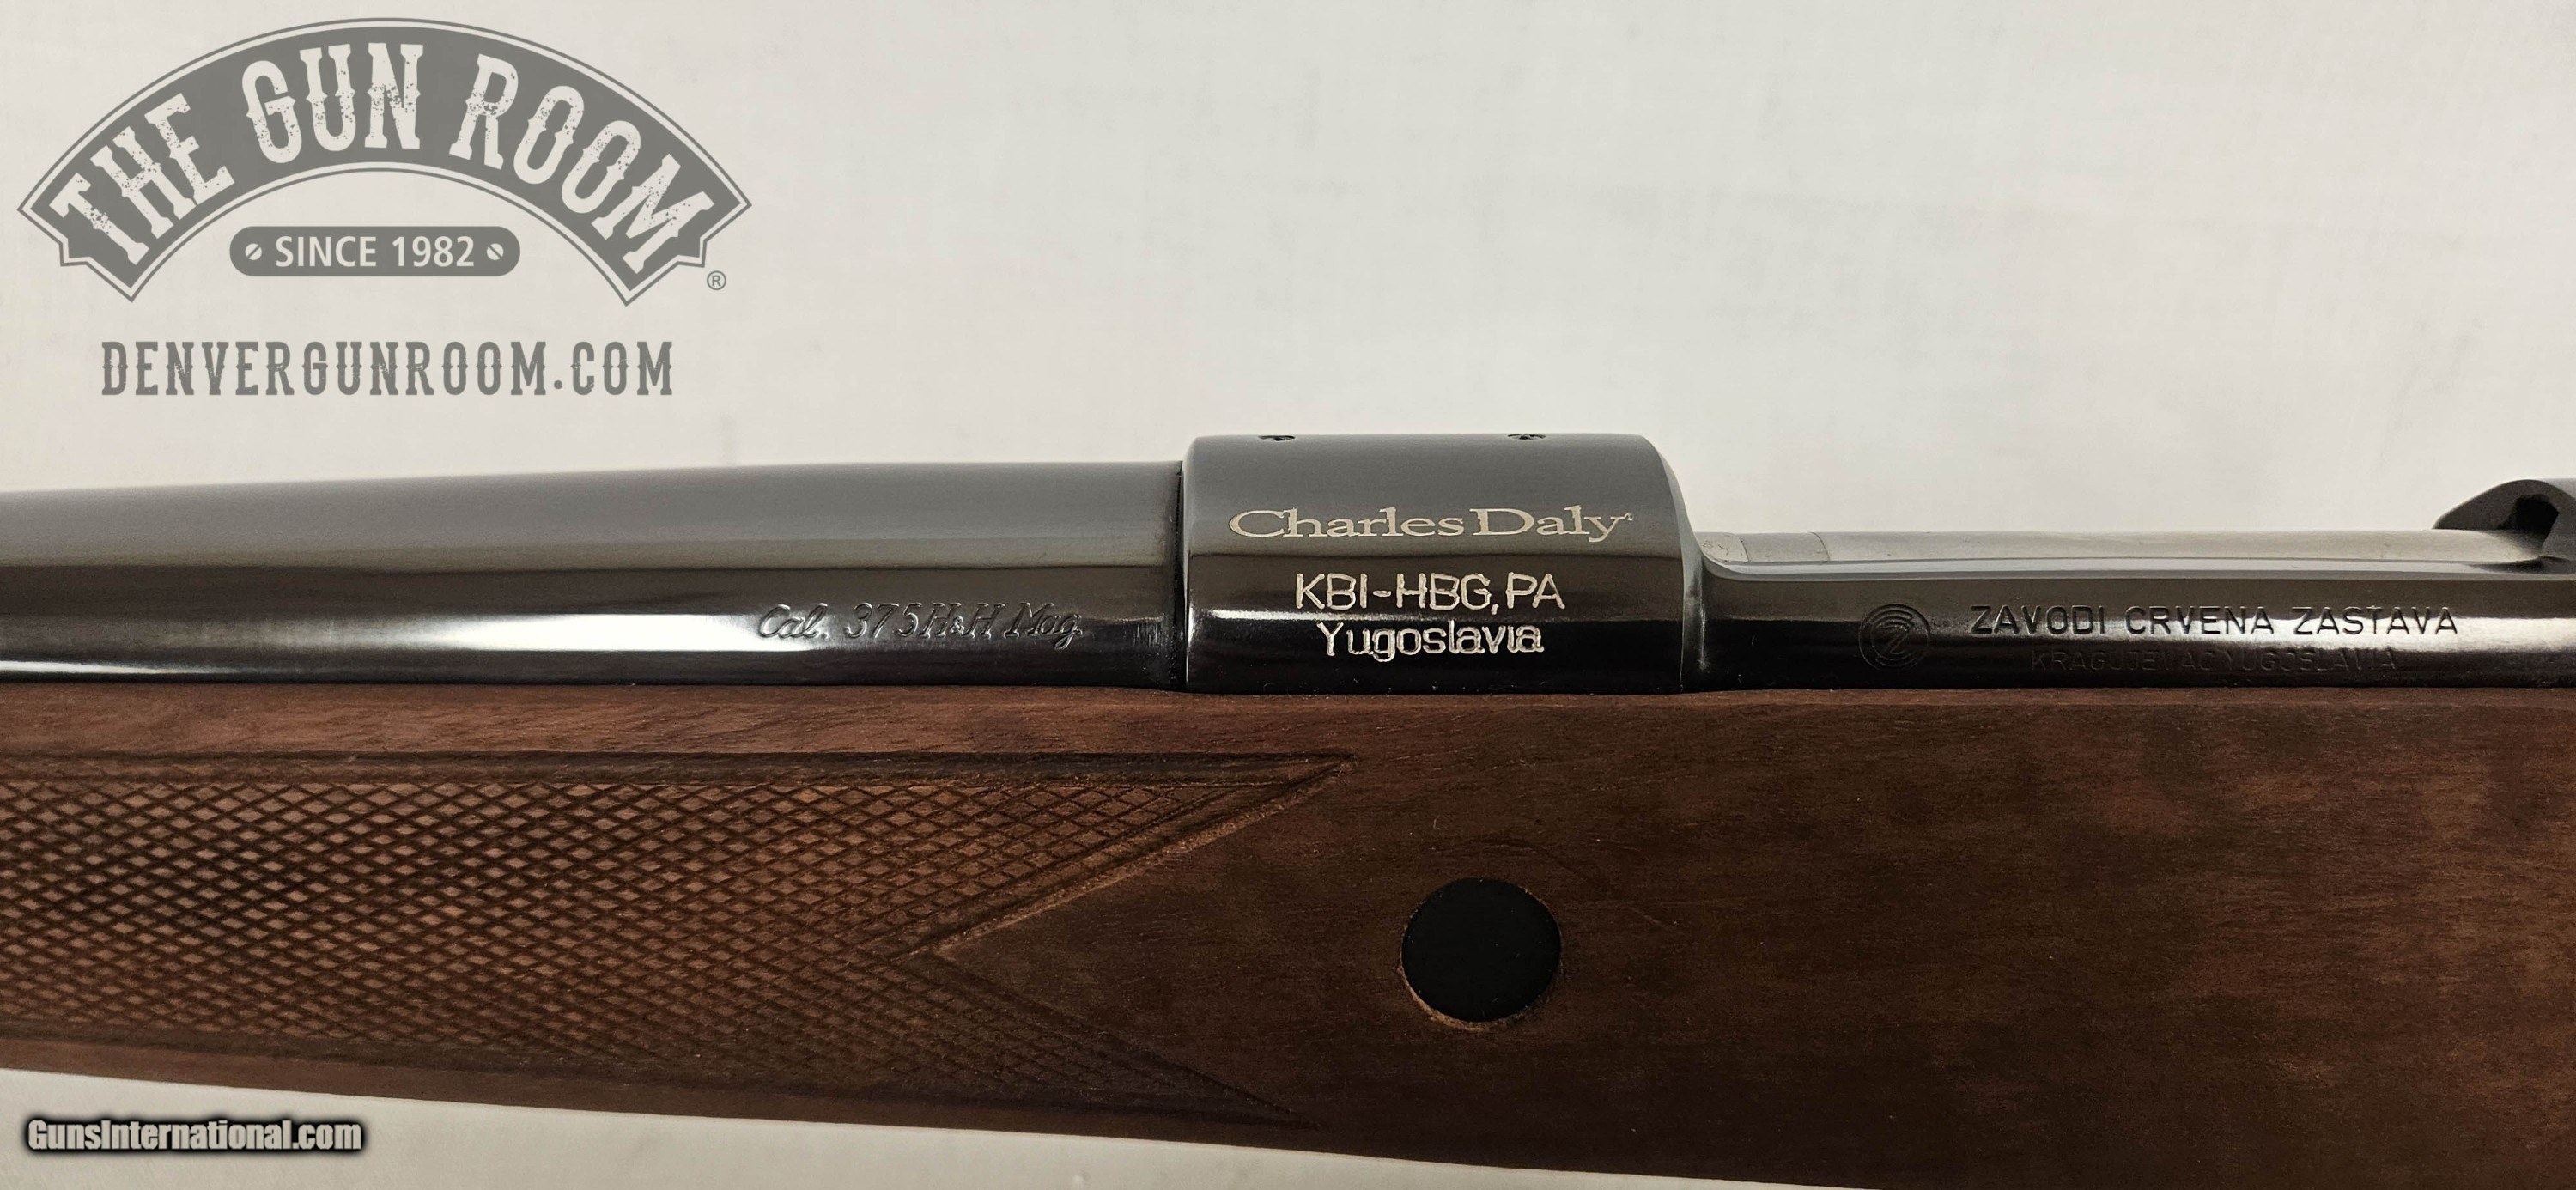 THE GUN ROOM
SINCE 1982
®
DENVERGUNROOM.COM
Charles Daly
KBI-HBG, PA
Yugoslavia
Cal. 375 H&H Mag.
ZAVODI CRVENA ZASTAVA
KRAGUJEVAC YUGOSLAVIA
GunsInternational.com